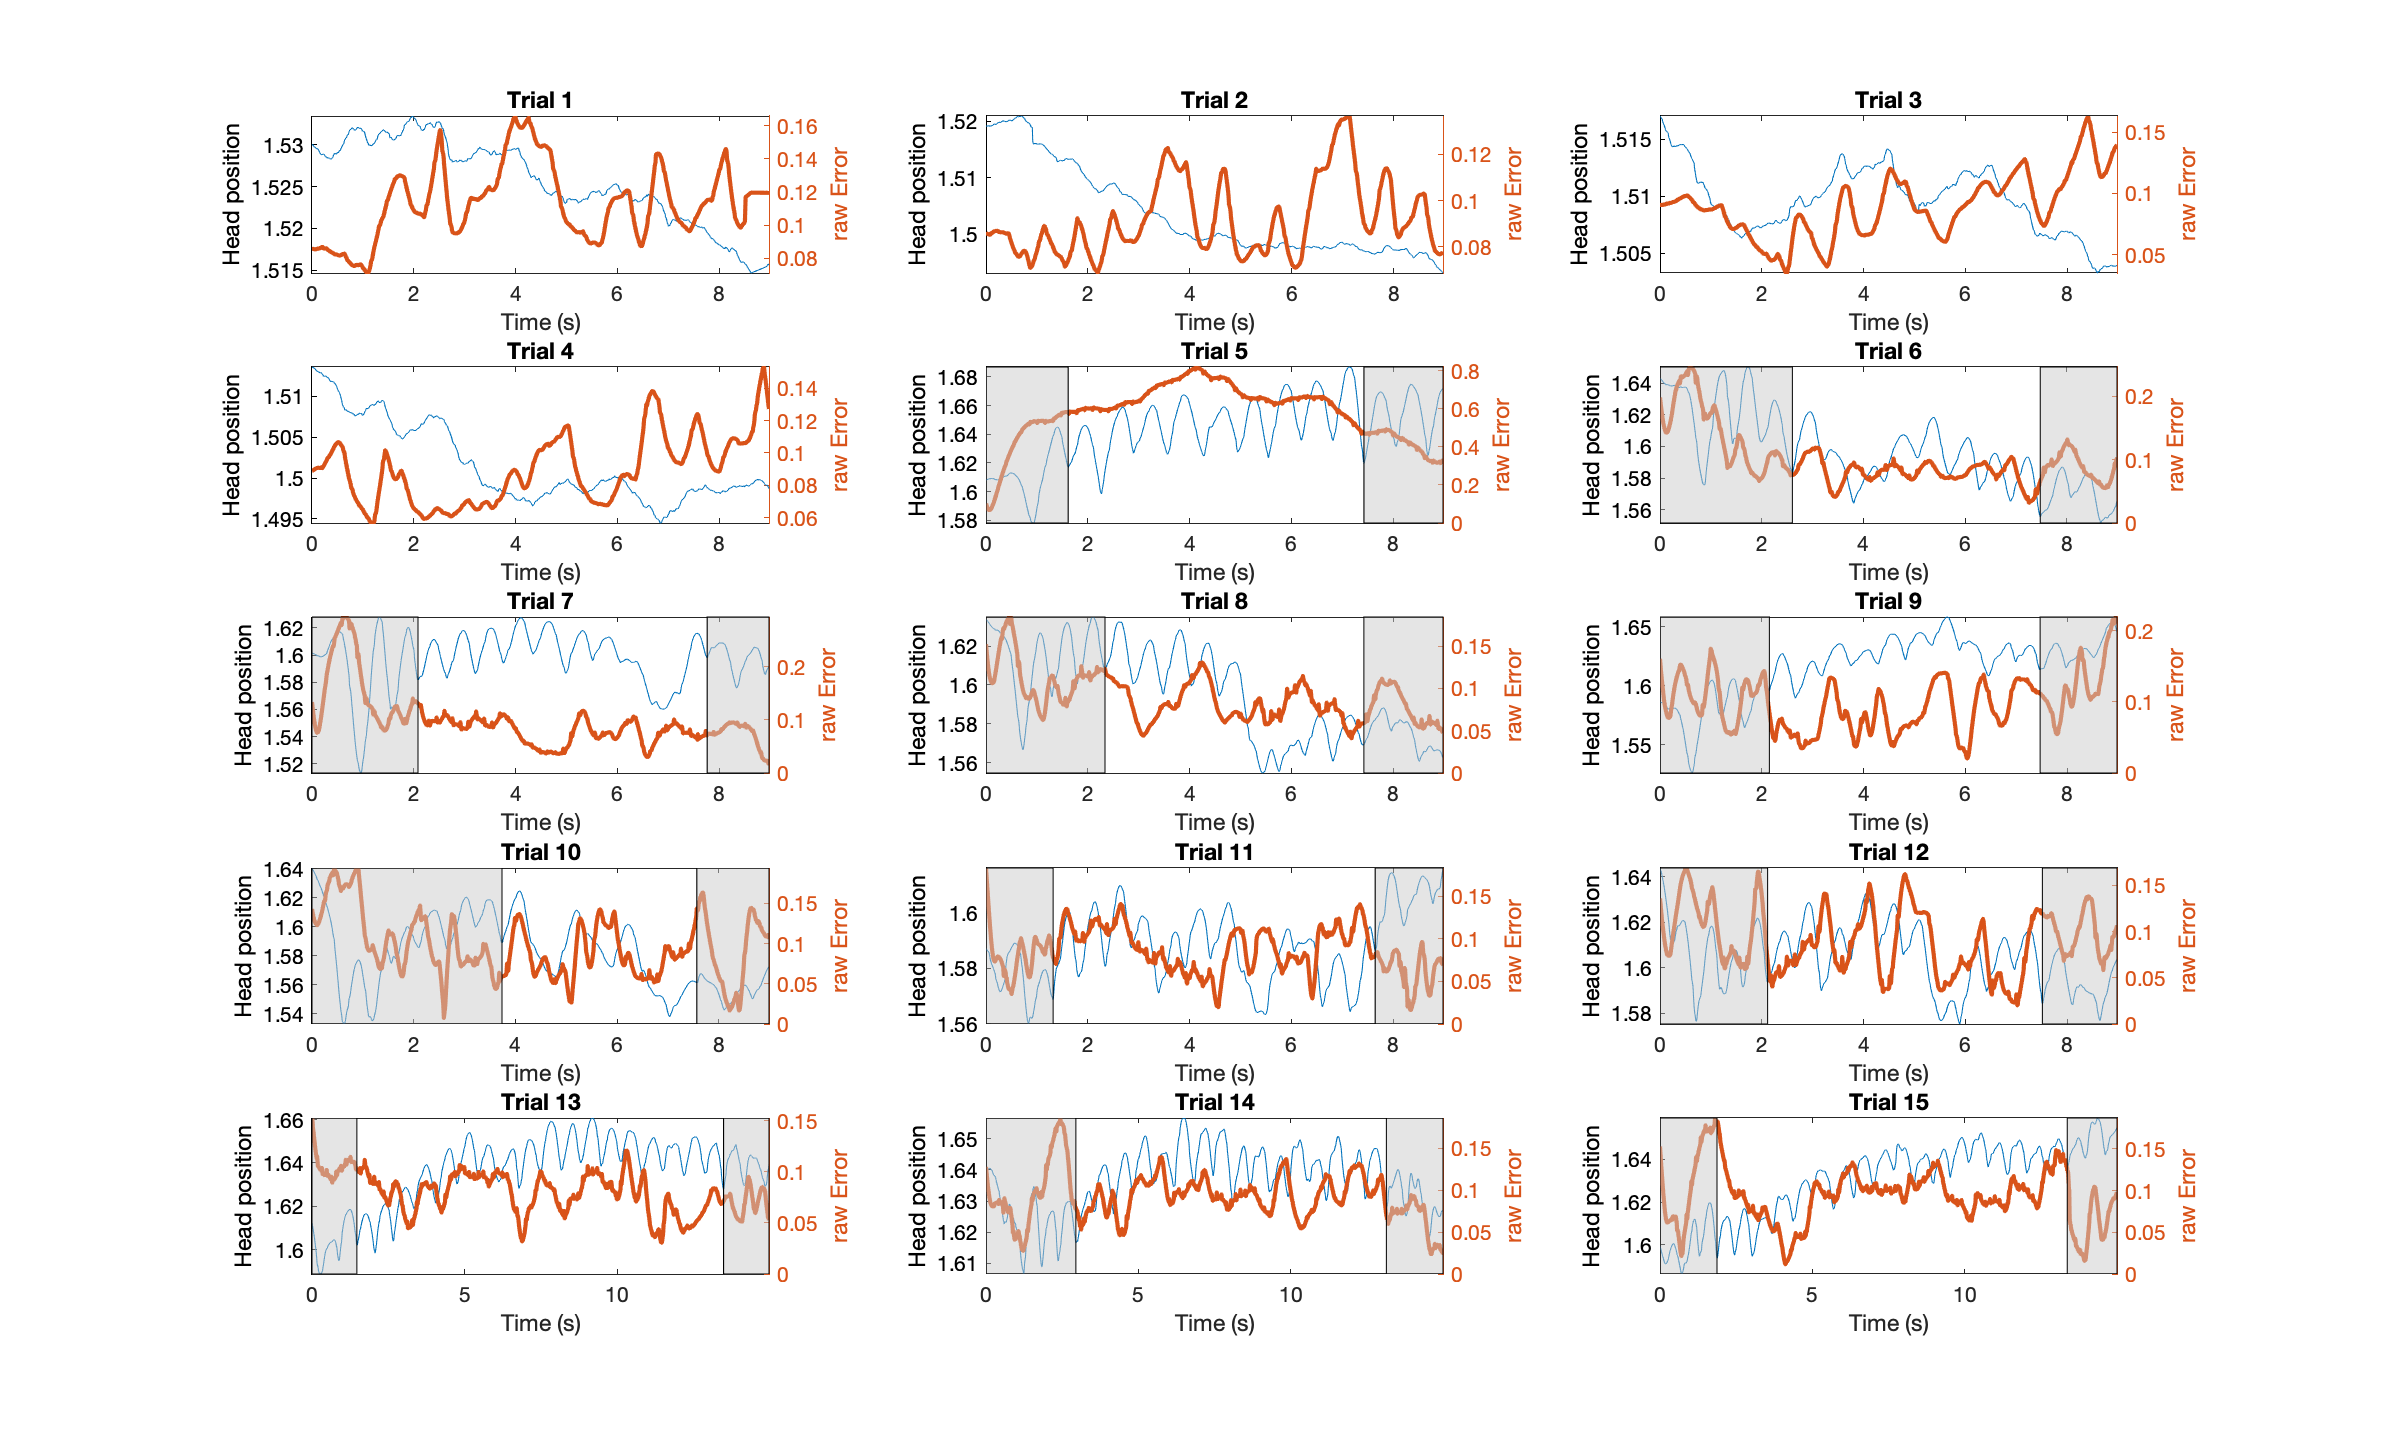 Trial 1
Head position
1.53
1.525
1.52
1.515
0.16
0.14
0.12
0.1
0.08
raw Error
0 2 4 6 8
Time (s)
Trial 2
Head position
1.52
1.51
1.5
0.12
0.1
0.08
raw Error
0 2 4 6 8
Time (s)
Trial 3
Head position
1.515
1.51
1.505
0.15
0.1
0.05
raw Error
0 2 4 6 8
Time (s)
Trial 4
Head position
1.51
1.505
1.5
1.495
0.14
0.12
0.1
0.08
0.06
raw Error
0 2 4 6 8
Time (s)
Trial 5
Head position
1.68
1.66
1.64
1.62
1.6
1.58
0.8
0.6
0.4
0.2
0
raw Error
0 2 4 6 8
Time (s)
Trial 6
Head position
1.64
1.62
1.6
1.58
1.56
0.2
0.1
0
raw Error
0 2 4 6 8
Time (s)
Trial 7
Head position
1.62
1.6
1.58
1.56
1.54
1.52
0.2
0.1
0
raw Error
0 2 4 6 8
Time (s)
Trial 8
Head position
1.62
1.6
1.58
1.56
0.15
0.1
0.05
0
raw Error
0 2 4 6 8
Time (s)
Trial 9
Head position
1.65
1.6
1.55
0.2
0.1
0
raw Error
0 2 4 6 8
Time (s)
Trial 10
Head position
1.64
1.62
1.6
1.58
1.56
1.54
0.15
0.1
0.05
0
raw Error
0 2 4 6 8
Time (s)
Trial 11
Head position
1.6
1.58
1.56
0.15
0.1
0.05
0
raw Error
0 2 4 6 8
Time (s)
Trial 12
Head position
1.64
1.62
1.6
1.58
0.15
0.1
0.05
0
raw Error
0 2 4 6 8
Time (s)
Trial 13
Head position
1.66
1.64
1.62
1.6
0.15
0.1
0.05
0
raw Error
0 5 10
Time (s)
Trial 14
Head position
1.65
1.64
1.63
1.62
1.61
0.15
0.1
0.05
0
raw Error
0 5 10
Time (s)
Trial 15
Head position
1.64
1.62
1.6
0.15
0.1
0.05
0
raw Error
0 5 10
Time (s)